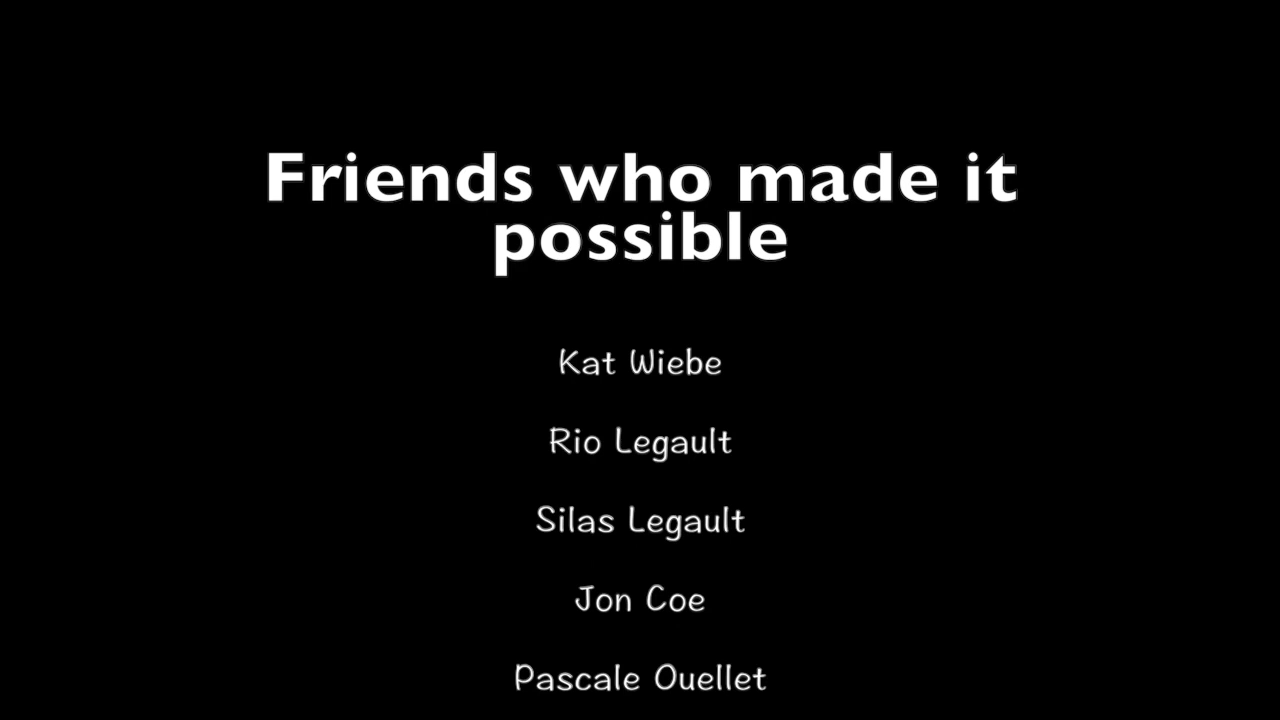 Friends who made it
possible
Kat Wiebe
Rio Legault
Silas Legault
Jon Coe
Pascale Ouellet